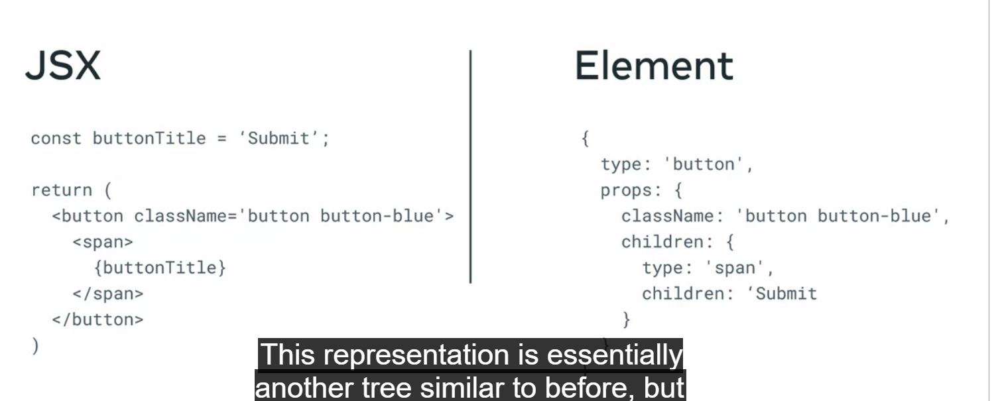 JSX
const buttonTitle = ‘Submit’;
return (
<button className='button button-blue'>
<span>
{buttonTitle}
</span>
</button>
)
Element
{
type: 'button',
props: {
className: 'button button-blue',
children: {
type: 'span',
children: ‘Submit
}
}
This representation is essentially
another tree similar to before, but